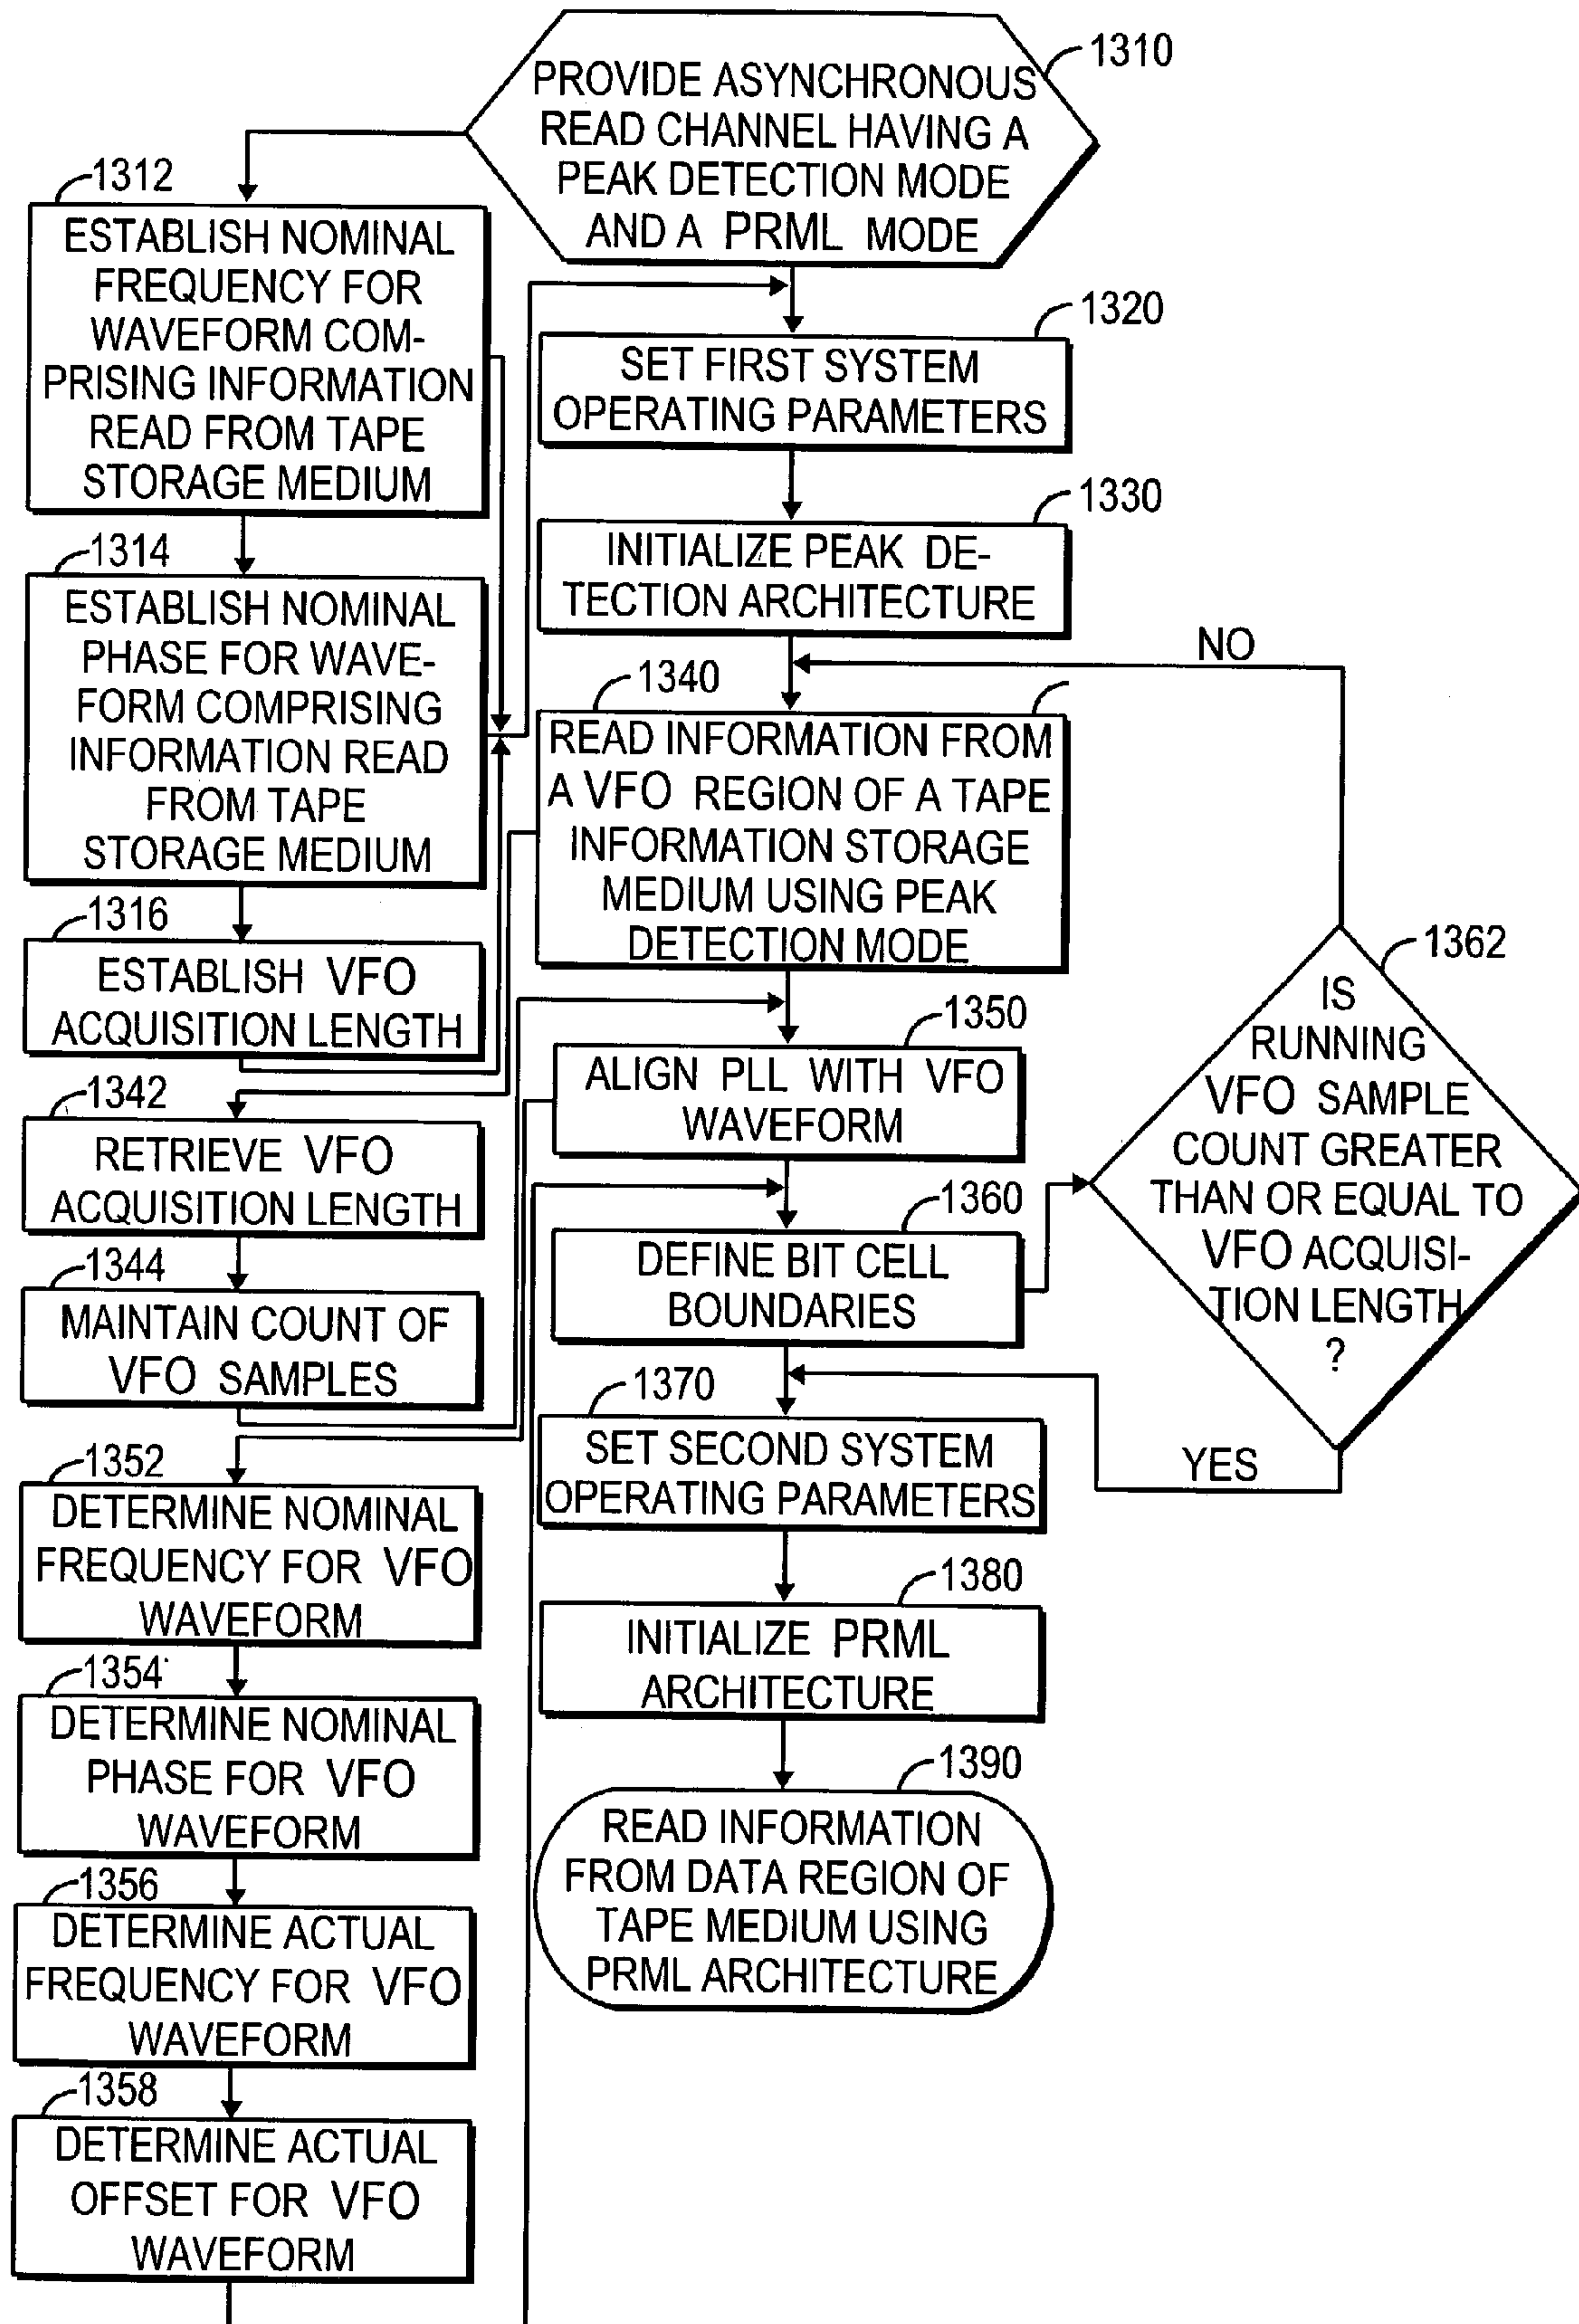 1310
PROVIDE ASYNCHRONOUS
READ CHANNEL HAVING A
PEAK DETECTION MODE
AND A PRML MODE
1312
ESTABLISH NOMINAL
FREQUENCY FOR
WAVEFORM COM-
PRISING INFORMATION
READ FROM TAPE
STORAGE MEDIUM
1314
ESTABLISH NOMINAL
PHASE FOR WAVE-
FORM COMPRISING
INFORMATION READ
FROM TAPE
STORAGE MEDIUM
1316
ESTABLISH VFO
ACQUISITION LENGTH
1320
SET FIRST SYSTEM
OPERATING PARAMETERS
1330
INITIALIZE PEAK DE-
TECTION ARCHITECTURE
1340
READ INFORMATION FROM
A VFO REGION OF A TAPE
INFORMATION STORAGE
MEDIUM USING PEAK
DETECTION MODE
1342
RETRIEVE VFO
ACQUISITION LENGTH
1344
MAINTAIN COUNT OF
VFO SAMPLES
1350
ALIGN PLL WITH VFO
WAVEFORM
1352
DETERMINE NOMINAL
FREQUENCY FOR VFO
WAVEFORM
1354
DETERMINE NOMINAL
PHASE FOR VFO
WAVEFORM
1356
DETERMINE ACTUAL
FREQUENCY FOR VFO
WAVEFORM
1358
DETERMINE ACTUAL
OFFSET FOR VFO
WAVEFORM
1360
DEFINE BIT CELL
BOUNDARIES
1362
IS
RUNNING
VFO SAMPLE
COUNT GREATER
THAN OR EQUAL TO
VFO ACQUISI-
TION LENGTH
?
NO
YES
1370
SET SECOND SYSTEM
OPERATING PARAMETERS
1380
INITIALIZE PRML
ARCHITECTURE
1390
READ INFORMATION
FROM DATA REGION OF
TAPE MEDIUM USING
PRML ARCHITECTURE